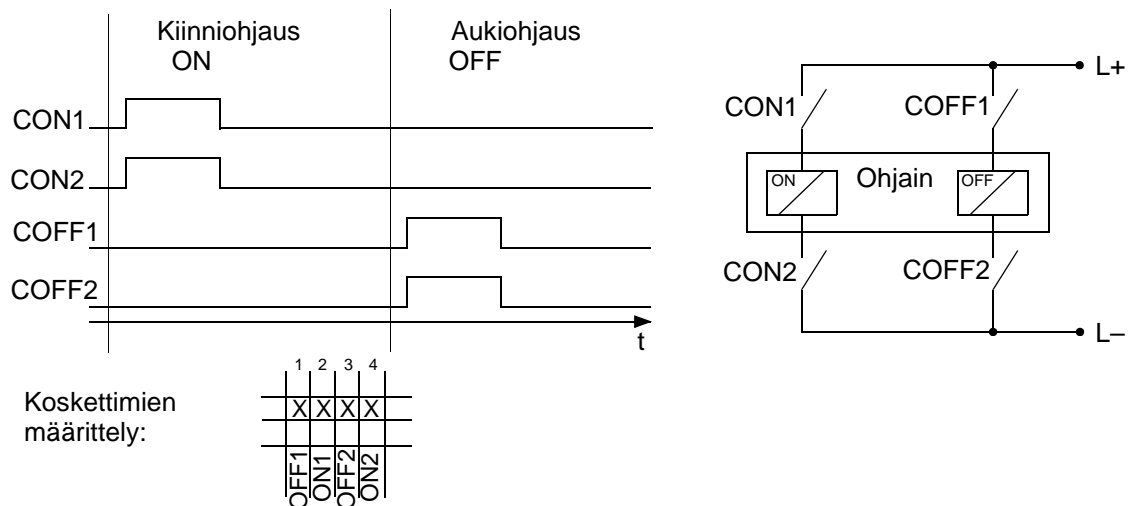 Kiinniohjaus
ON
Aukiohjaus
OFF
CON1
CON2
COFF1
COFF2
t
L+
CON1
COFF1
ON
Ohjain
OFF
CON2
COFF2
L–
Koskettimien
määrittely:
1 2 3 4
X X X X
OFF1
ON1
OFF2
ON2